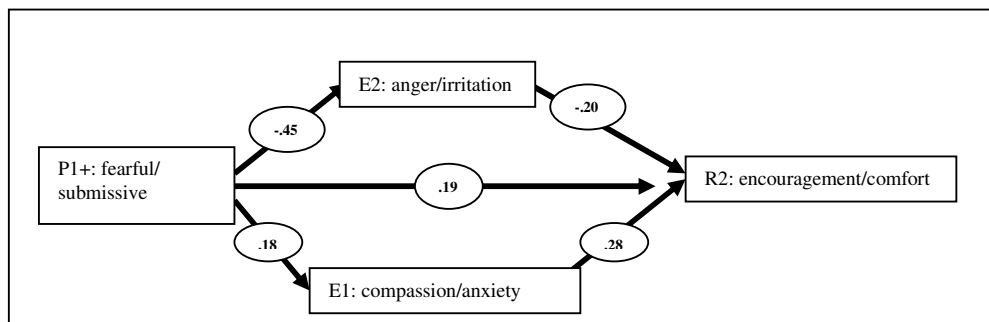 E2: anger/irritation
-.20
-.45
P1+: fearful/
submissive
.19
R2: encouragement/comfort
.18
.28
E1: compassion/anxiety